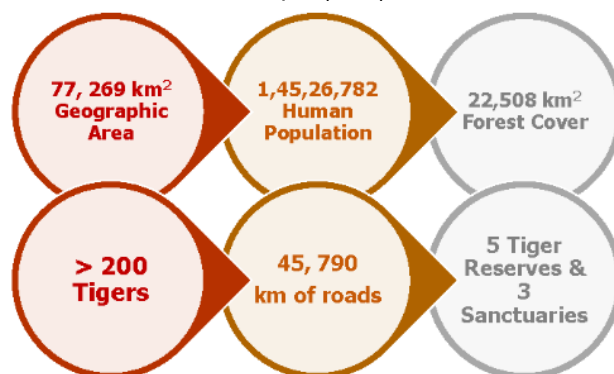 77, 269 km²
Geographic
Area
1,45,26,782
Human
Population
22,508 km²
Forest Cover
> 200
Tigers
45, 790
km of roads
5 Tiger
Reserves &
3
Sanctuaries